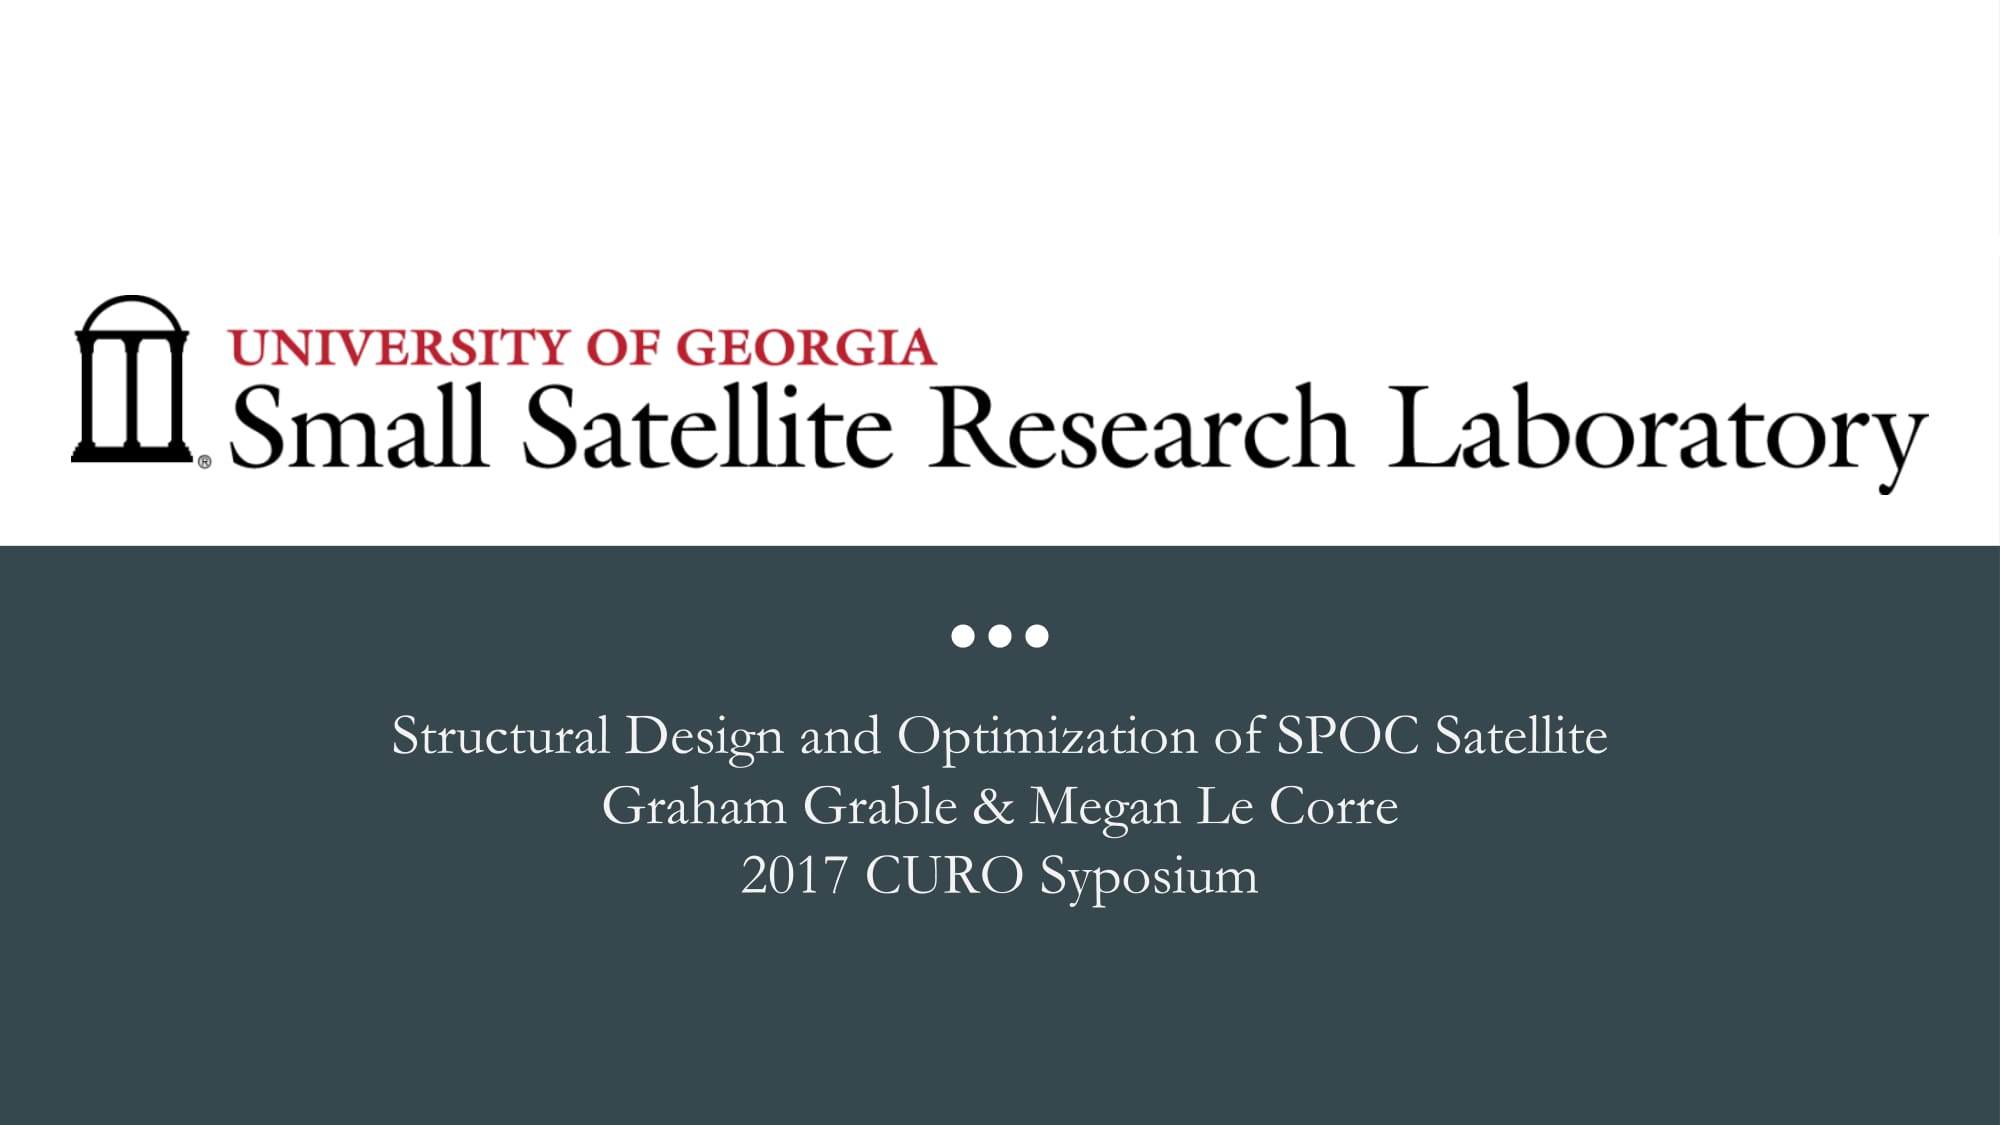 UNIVERSITY OF GEORGIA
Small Satellite Research Laboratory
®
Structural Design and Optimization of SPOC Satellite
Graham Grable & Megan Le Corre
2017 CURO Syposium